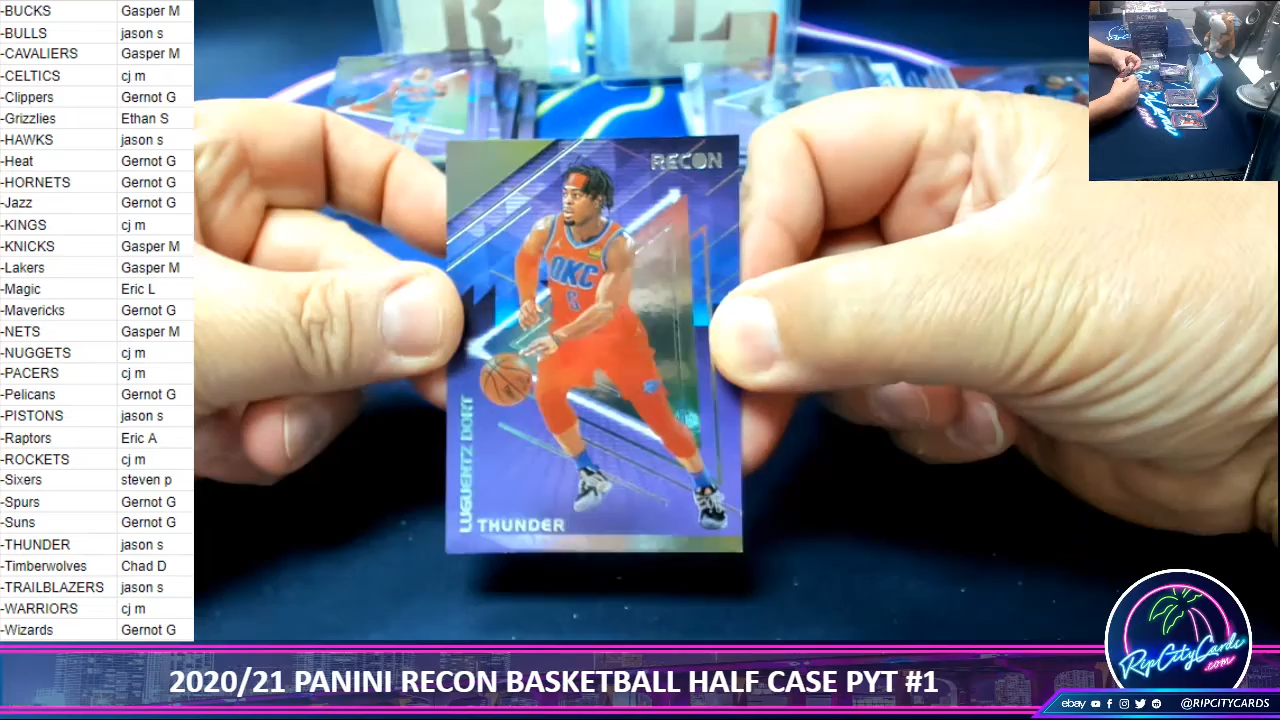 -BUCKS Gasper M
-BULLS jason s
-CAVALIERS Gasper M
-CELTICS cj m
-Clippers Gernot G
-Grizzlies Ethan S
-HAWKS jason s
-Heat Gernot G
-HORNETS Gernot G
-Jazz Gernot G
-KINGS cj m
-KNICKS Gasper M
-Lakers Gasper M
-Magic Eric L
-Mavericks Gernot G
-NETS Gasper M
-NUGGETS cj m
-PACERS cj m
-Pelicans Gernot G
-PISTONS jason s
-Raptors Eric A
-ROCKETS cj m
-Sixers steven p
-Spurs Gernot G
-Suns Gernot G
-THUNDER jason s
-Timberwolves Chad D
-TRAILBLAZERS jason s
-WARRIORS cj m
-Wizards Gernot G
RECON
OKC
LUGUENTZ DORT
THUNDER
RipCityCards
.com
2020/21 PANINI RECON BASKETBALL HALF CASE PYT #1
ebay @RIPCITYCARDS